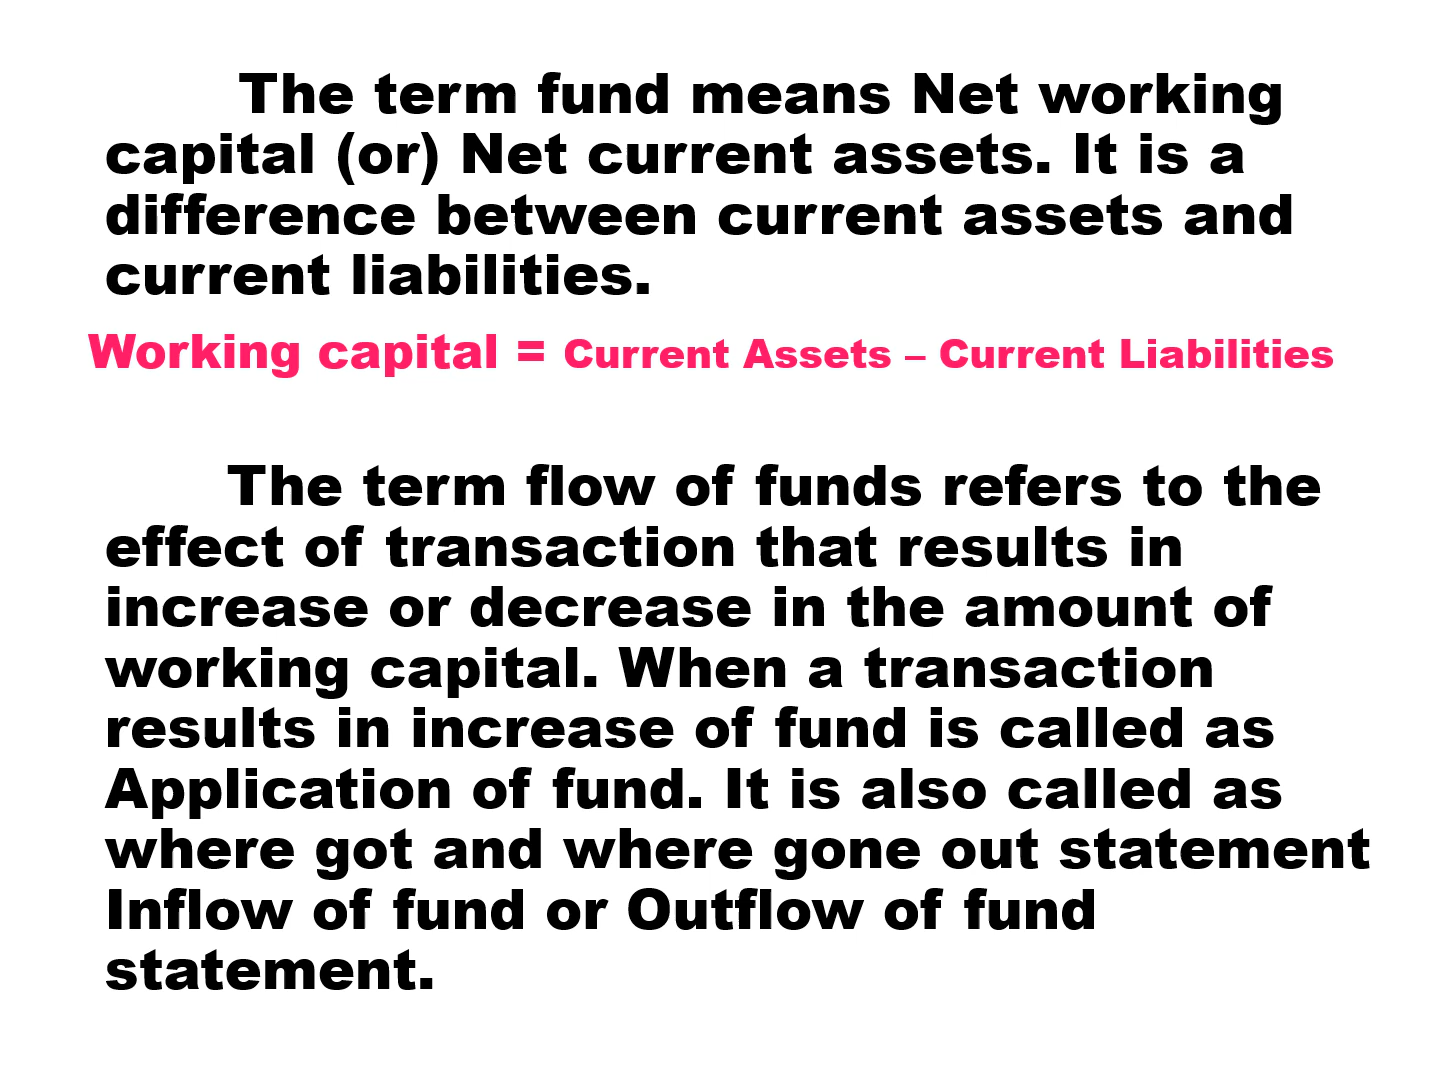 The term fund means Net working
capital (or) Net current assets. It is a
difference between current assets and
current liabilities.
Working capital = Current Assets – Current Liabilities
The term flow of funds refers to the
effect of transaction that results in
increase or decrease in the amount of
working capital. When a transaction
results in increase of fund is called as
Application of fund. It is also called as
where got and where gone out statement
Inflow of fund or Outflow of fund
statement.